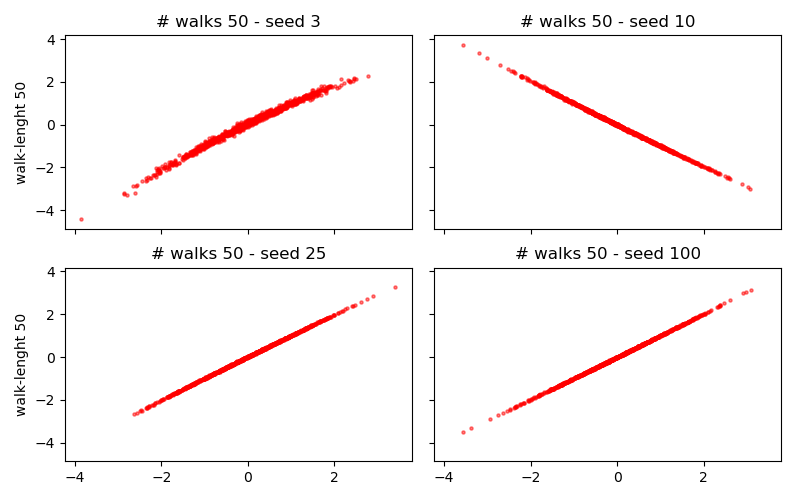 # walks 50 - seed 3
# walks 50 - seed 10
4
2
0
−2
−4
walk-lenght 50
# walks 50 - seed 25
# walks 50 - seed 100
4
2
0
−2
−4
walk-lenght 50
−4 −2 0 2
−4 −2 0 2